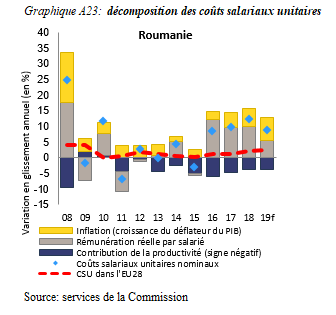 Graphique A23: décomposition des coûts salariaux unitaires
Roumanie
Variation en glissement annuel (en %)
40
35
30
25
20
15
10
5
0
-5
-10
-15
08 09 10 11 12 13 14 15 16 17 18 19f
Inflation (croissance du déflateur du PIB)
Rémunération réelle par salarié
Contribution de la productivité (signe négatif)
Coûts salariaux unitaires nominaux
CSU dans l'EU28
Source: services de la Commission